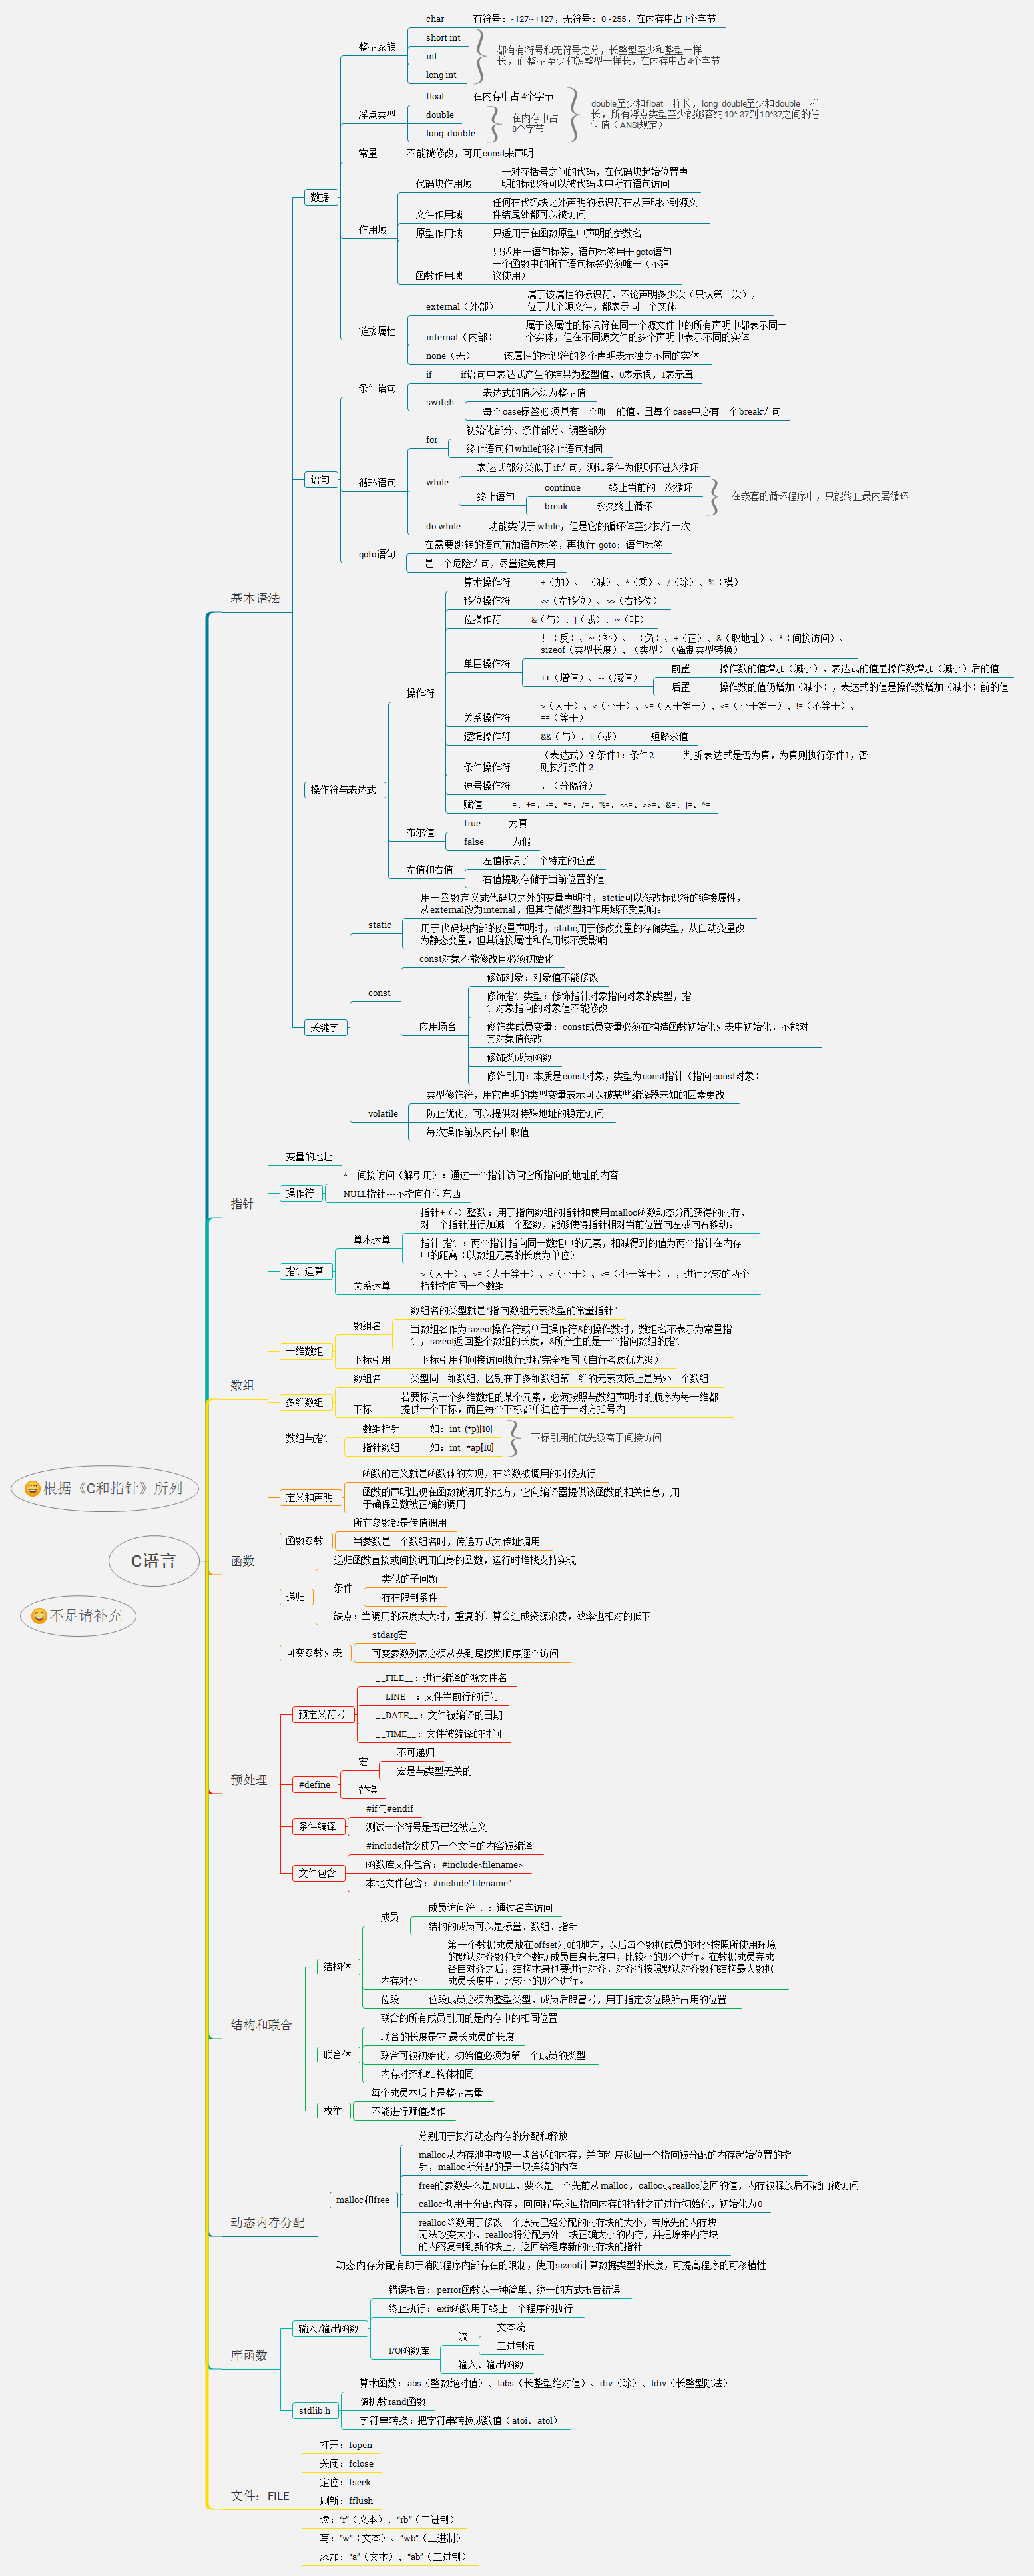 char
有符号：-127~+127，无符号：0~255，在内存中占1个字节
整型家族
short int
int
long int
都有有符号和无符号之分，长整型至少和整型一样
长，而整型至少和短整型一样长，在内存中占4个字节
float
在内存中占4个字节
浮点类型
double
long double
在内存中占
8个字节
double至少和float一样长，long double至少和double一样
长，所有浮点类型至少能够容纳10^-37到10^37之间的任
何值（ANSI规定）
常量
不能被修改，可用const来声明
数据
代码块作用域
一对花括号之间的代码，在代码块起始位置声
明的标识符可以被代码块中所有语句访问
文件作用域
任何在代码块之外声明的标识符在从声明处到源文
件结尾处都可以被访问
作用域
原型作用域
只适用于在函数原型中声明的参数名
函数作用域
只适用于语句标签，语句标签用于goto语句
一个函数中的所有语句标签必须唯一（不建
议使用）
external（外部）
属于该属性的标识符，不论声明多少次（只认第一次），
位于几个源文件，都表示同一个实体
链接属性
internal（内部）
属于该属性的标识符在同一个源文件中的所有声明中都表示同一
个实体，但在不同源文件的多个声明中表示不同的实体
none（无）
该属性的标识符的多个声明表示独立不同的实体
条件语句
if
if语句中表达式产生的结果为整型值，0表示假，1表示真
switch
表达式的值必须为整型值
每个case标签必须具有一个唯一的值，且每个case中必有一个break语句
语句
循环语句
for
初始化部分、条件部分、调整部分
终止语句和while的终止语句相同
while
表达式部分类似于if语句，测试条件为假则不进入循环
终止语句
continue
终止当前的一次循环
break
永久终止循环
在嵌套的循环程序中，只能终止最内层循环
do while
功能类似于while，但是它的循环体至少执行一次
goto语句
在需要跳转的语句前加语句标签，再执行 goto：语句标签
是一个危险语句，尽量避免使用
基本语法
算术操作符
+（加）、-（减）、*（乘）、/（除）、%（模）
移位操作符
<<（左移位）、>>（右移位）
位操作符
&（与）、|（或）、~（非）
单目操作符
！（反）、~（补）、-（负）、+（正）、&（取地址）、*（间接访问）、
sizeof（类型长度）、（类型）（强制类型转换）
++（增值）、--（减值）
前置
操作数的值增加（减小），表达式的值是操作数增加（减小）后的值
后置
操作数的值仍增加（减小），表达式的值是操作数增加（减小）前的值
操作符
关系操作符
>（大于）、<（小于）、>=（大于等于）、<=（小于等于）、!=（不等于）、
==（等于）
逻辑操作符
&&（与）、||（或）
短路求值
条件操作符
（表达式）？条件1：条件2
判断表达式是否为真，为真则执行条件1，否
则执行条件2
逗号操作符
，（分隔符）
赋值
=、+=、-=、*=、/=、%=、<<=、>>=、&=、|=、^=
操作符与表达式
布尔值
true
为真
false
为假
左值和右值
左值标识了一个特定的位置
右值提取存储于当前位置的值
static
用于函数定义或代码块之外的变量声明时，stctic可以修改标识符的链接属性，
从external改为internal，但其存储类型和作用域不受影响。
用于代码块内部的变量声明时，static用于修改变量的存储类型，从自动变量改
为静态变量，但其链接属性和作用域不受影响。
const
const对象不能修改且必须初始化
应用场合
修饰对象：对象值不能修改
修饰指针类型：修饰指针对象指向对象的类型，指
针对象指向的对象值不能修改
修饰类成员变量：const成员变量必须在构造函数初始化列表中初始化，不能对
其对象值修改
修饰类成员函数
修饰引用：本质是const对象，类型为const指针（指向const对象）
关键字
volatile
类型修饰符，用它声明的类型变量表示可以被某些编译器未知的因素更改
防止优化，可以提供对特殊地址的稳定访问
每次操作前从内存中取值
指针
变量的地址
操作符
*---间接访问（解引用）：通过一个指针访问它所指向的地址的内容
NULL指针---不指向任何东西
指针运算
算术运算
指针+（-）整数：用于指向数组的指针和使用malloc函数动态分配获得的内存，
对一个指针进行加减一个整数，能够使得指针相对当前位置向左或向右移动。
指针-指针：两个指针指向同一数组中的元素，相减得到的值为两个指针在内存
中的距离（以数组元素的长度为单位）
关系运算
>（大于）、>=（大于等于）、<（小于）、<=（小于等于），，进行比较的两个
指针指向同一个数组
数组
一维数组
数组名
数组名的类型就是“指向数组元素类型的常量指针”
当数组名作为sizeof操作符或单目操作符&的操作数时，数组名不表示为常量指
针，sizeof返回整个数组的长度，&所产生的是一个指向数组的指针
下标引用
下标引用和间接访问执行过程完全相同（自行考虑优先级）
多维数组
数组名
类型同一维数组，区别在于多维数组第一维的元素实际上是另外一个数组
下标
若要标识一个多维数组的某个元素，必须按照与数组声明时的顺序为每一维都
提供一个下标，而且每个下标都单独位于一对方括号内
数组与指针
数组指针
如：int (*p)[10]
指针数组
如：int *ap[10]
下标引用的优先级高于间接访问
根据《C和指针》所列
C语言
不足请补充
函数
定义和声明
函数的定义就是函数体的实现，在函数被调用的时候执行
函数的声明出现在函数被调用的地方，它向编译器提供该函数的相关信息，用
于确保函数被正确的调用
函数参数
所有参数都是传值调用
当参数是一个数组名时，传递方式为传址调用
递归
递归函数直接或间接调用自身的函数，运行时堆栈支持实现
条件
类似的子问题
存在限制条件
缺点：当调用的深度太大时，重复的计算会造成资源浪费，效率也相对的低下
可变参数列表
stdarg宏
可变参数列表必须从头到尾按照顺序逐个访问
预处理
预定义符号
__FILE__：进行编译的源文件名
__LINE__：文件当前行的行号
__DATE__：文件被编译的日期
__TIME__：文件被编译的时间
#define
宏
不可递归
宏是与类型无关的
替换
条件编译
#if与#endif
测试一个符号是否已经被定义
文件包含
#include指令使另一个文件的内容被编译
函数库文件包含：#include<filename>
本地文件包含：#include"filename"
结构和联合
结构体
成员
成员访问符 . ：通过名字访问
结构的成员可以是标量、数组、指针
内存对齐
第一个数据成员放在offset为0的地方，以后每个数据成员的对齐按照所使用环境
的默认对齐数和这个数据成员自身长度中，比较小的那个进行。在数据成员完成
各自对齐之后，结构本身也要进行对齐，对齐将按照默认对齐数和结构最大数据
成员长度中，比较小的那个进行。
位段
位段成员必须为整型类型，成员后跟冒号，用于指定该位段所占用的位置
联合体
联合的所有成员引用的是内存中的相同位置
联合的长度是它 最长成员的长度
联合可被初始化，初始值必须为第一个成员的类型
内存对齐和结构体相同
枚举
每个成员本质上是整型常量
不能进行赋值操作
动态内存分配
malloc和free
分别用于执行动态内存的分配和释放
malloc从内存池中提取一块合适的内存，并向程序返回一个指向被分配的内存起始位置的指
针，malloc所分配的是一块连续的内存
free的参数要么是NULL，要么是一个先前从malloc，calloc或realloc返回的值，内存被释放后不能再被访问
calloc也用于分配内存，向向程序返回指向内存的指针之前进行初始化，初始化为0
realloc函数用于修改一个原先已经分配的内存块的大小，若原先的内存块
无法改变大小，realloc将分配另外一块正确大小的内存，并把原来内存块
的内容复制到新的块上，返回给程序新的内存块的指针
动态内存分配有助于消除程序内部存在的限制，使用sizeof计算数据类型的长度，可提高程序的可移植性
库函数
输入/输出函数
错误报告：perror函数以一种简单、统一的方式报告错误
终止执行：exit函数用于终止一个程序的执行
I/O函数库
流
文本流
二进制流
输入、输出函数
stdlib.h
算术函数：abs（整数绝对值）、labs（长整型绝对值）、div（除）、ldiv（长整型除法）
随机数rand函数
字符串转换：把字符串转换成数值（atoi、atol）
文件：FILE
打开：fopen
关闭：fclose
定位：fseek
刷新：fflush
读：“r”（文本）、“rb”（二进制）
写：“w”（文本）、“wb”（二进制）
添加：“a”（文本）、“ab”（二进制）